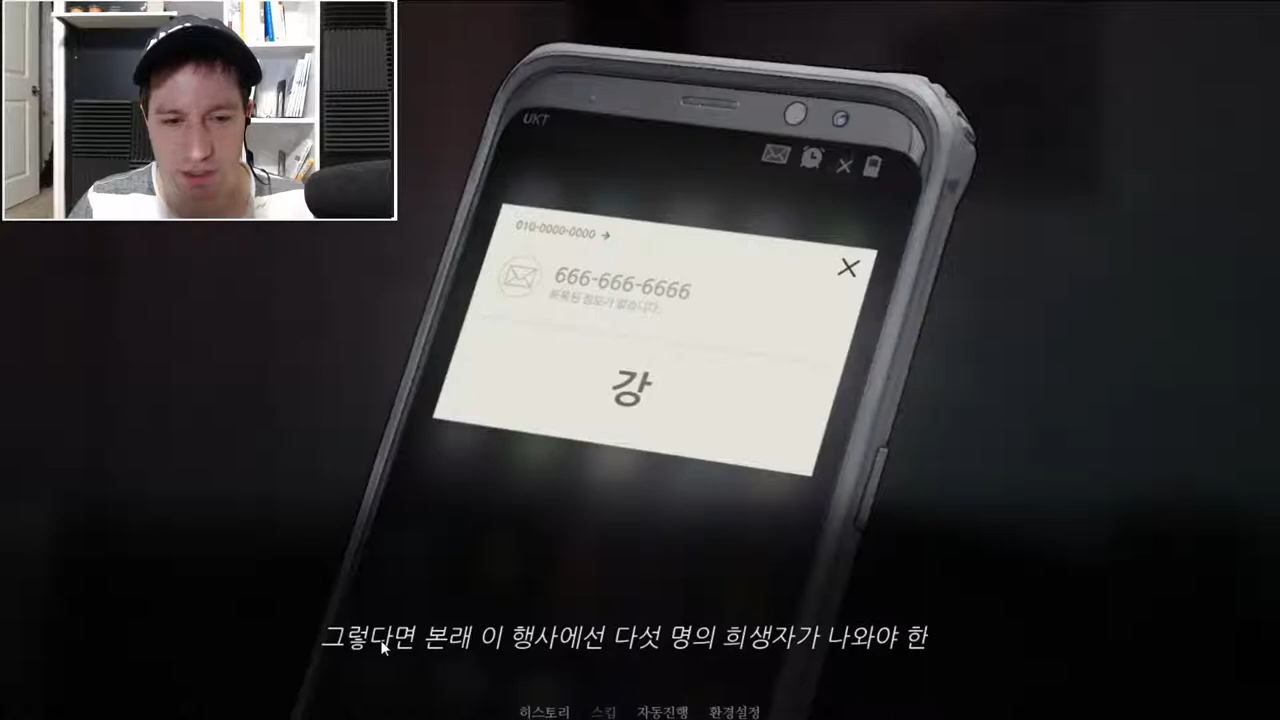 UKT
010-0000-0000 →
666-666-6666
등록된 정보가 없습니다.
강
그렇다면 본래 이 행사에선 다섯 명의 희생자가 나와야 한
히스토리 스킵 자동진행 환경설정